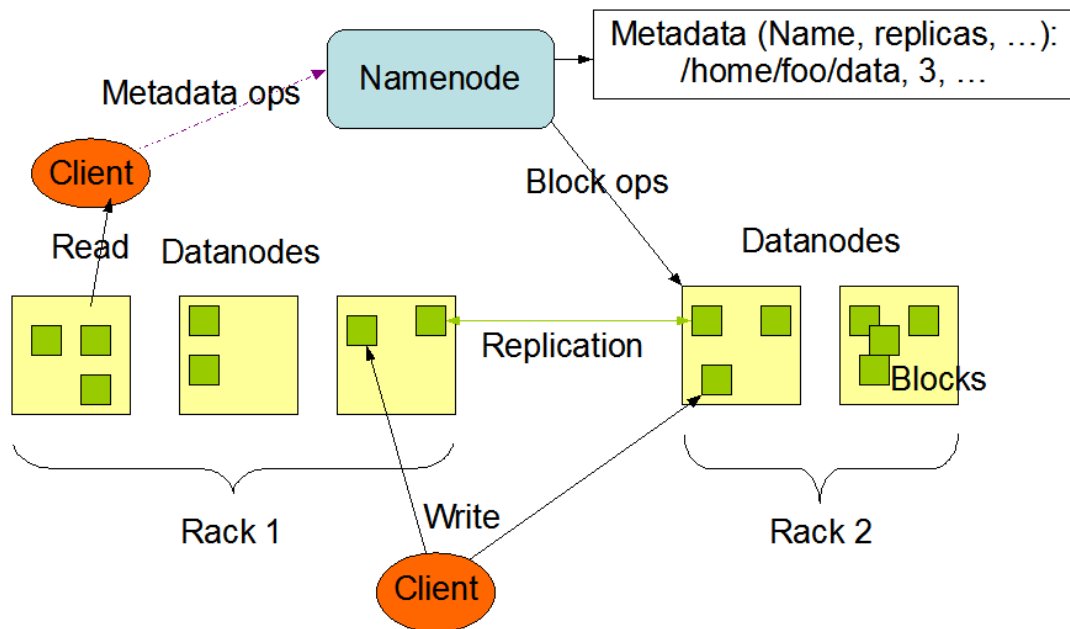 Metadata (Name, replicas, …):
/home/foo/data, 3, …
Namenode
Metadata ops
Client
Block ops
Read
Datanodes
Datanodes
Replication
Blocks
Rack 1
Write
Rack 2
Client